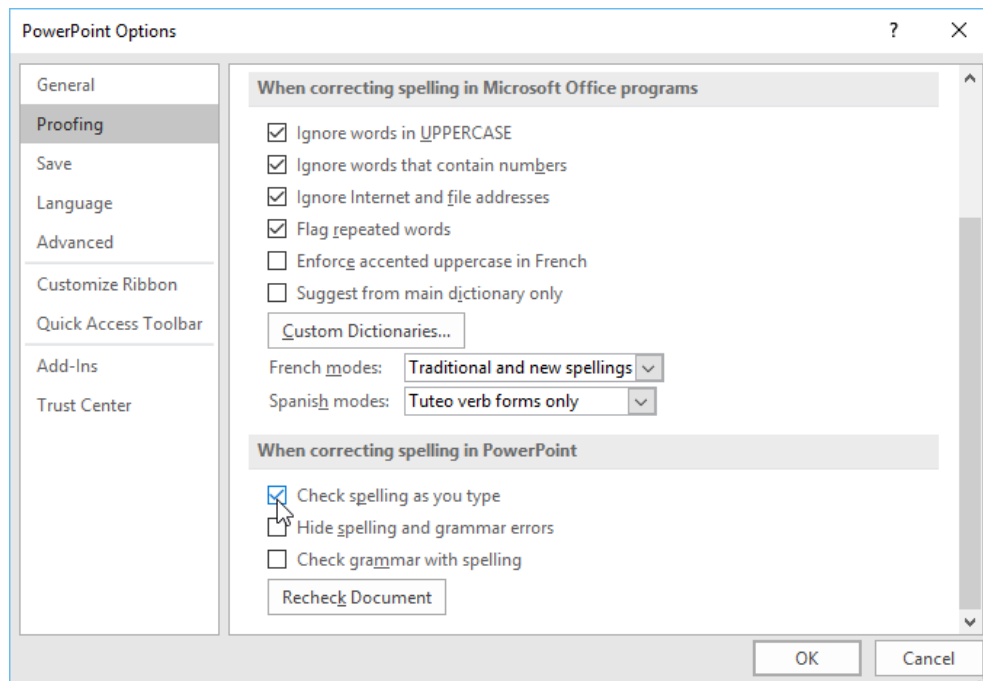 PowerPoint Options
?
General
Proofing
Save
Language
Advanced
Customize Ribbon
Quick Access Toolbar
Add-Ins
Trust Center
When correcting spelling in Microsoft Office programs
Ignore words in UPPERCASE
Ignore words that contain numbers
Ignore Internet and file addresses
Flag repeated words
Enforce accented uppercase in French
Suggest from main dictionary only
Custom Dictionaries...
French modes: Traditional and new spellings
Spanish modes: Tuteo verb forms only
When correcting spelling in PowerPoint
Check spelling as you type
Hide spelling and grammar errors
Check grammar with spelling
Recheck Document
OK Cancel